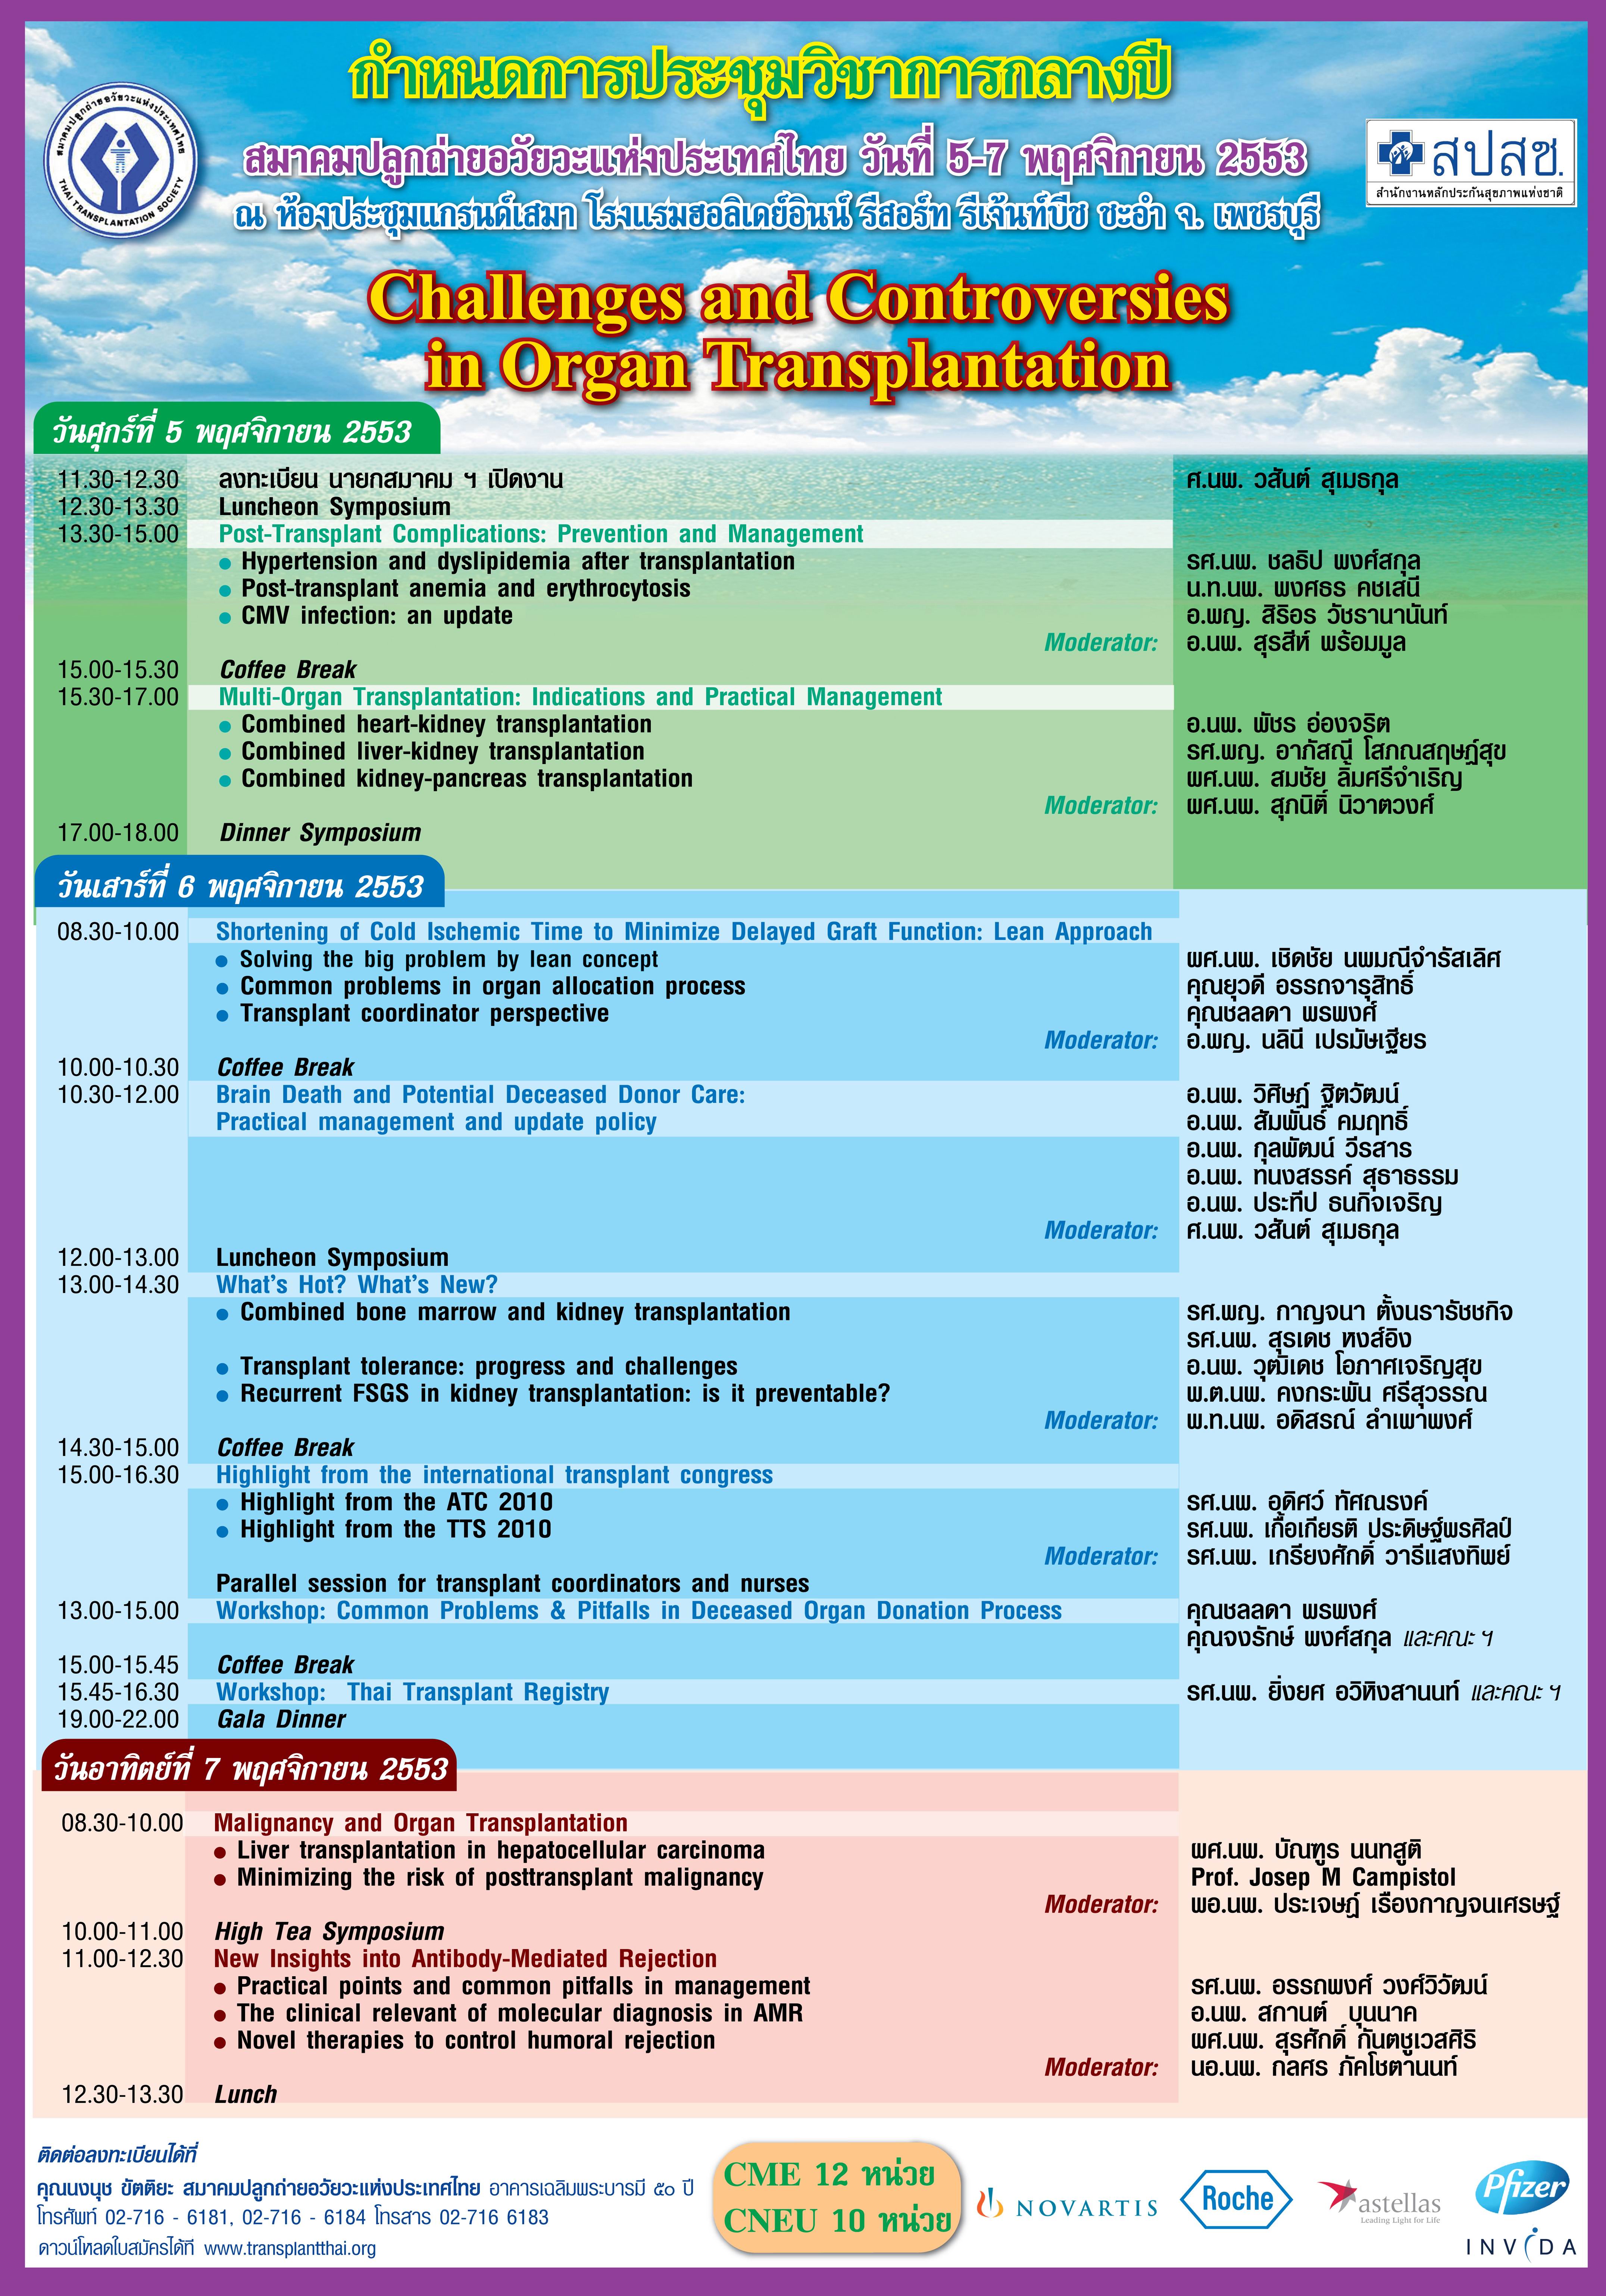 กำหนดการประชุมวิชาการกลางปี
สมาคมปลูกถ่ายอวัยวะแห่งประเทศไทย วันที่ 5-7 พฤศจิกายน 2553
ณ ห้องประชุมแกรนด์เสมา โรงแรมฮอลิเดย์อินน์ รีสอร์ท รีเจ้นท์บีช ชะอำ จ. เพชรบุรี
สมาคมปลูกถ่ายอวัยวะแห่งประเทศไทย
THAI TRANSPLANTATION SOCIETY
สปสช.
สำนักงานหลักประกันสุขภาพแห่งชาติ
Challenges and Controversies
in Organ Transplantation
วันศุกร์ที่ 5 พฤศจิกายน 2553
11.30-12.30 ลงทะเบียน นายกสมาคม ฯ เปิดงาน ศ.นพ. วสันต์ สุเมธกุล
12.30-13.30 Luncheon Symposium
13.30-15.00 Post-Transplant Complications: Prevention and Management
● Hypertension and dyslipidemia after transplantation รศ.นพ. ชลธิป พงศ์สกุล
● Post-transplant anemia and erythrocytosis น.ท.นพ. พงศธร คชเสนี
● CMV infection: an update อ.พญ. สิริอร วัชรานานันท์
Moderator: อ.นพ. สุรสีห์ พร้อมมูล
15.00-15.30 Coffee Break
15.30-17.00 Multi-Organ Transplantation: Indications and Practical Management
● Combined heart-kidney transplantation อ.นพ. พัชร อ่องจริต
● Combined liver-kidney transplantation รศ.พญ. อาภัสณี โสภณสฤษฎ์สุข
● Combined kidney-pancreas transplantation ผศ.นพ. สมชัย ลิ้มศรีจำเริญ
Moderator: ผศ.นพ. สุภนิติ์ นิวาตวงศ์
17.00-18.00 Dinner Symposium
วันเสาร์ที่ 6 พฤศจิกายน 2553
08.30-10.00 Shortening of Cold Ischemic Time to Minimize Delayed Graft Function: Lean Approach
● Solving the big problem by lean concept ผศ.นพ. เชิดชัย นพมณีจำรัสเลิศ
● Common problems in organ allocation process คุณยุวดี อรรถจารุสิทธิ์
● Transplant coordinator perspective คุณชลลดา พรพงศ์
Moderator: อ.พญ. นลินี เปรมัษเฐียร
10.00-10.30 Coffee Break
10.30-12.00 Brain Death and Potential Deceased Donor Care: อ.นพ. วิศิษฎ์ ฐิตวัฒน์
Practical management and update policy อ.นพ. สัมพันธ์ คมฤทธิ์
อ.นพ. กุลพัฒน์ วีรสาร
อ.นพ. ทนงสรรค์ สุธาธรรม
อ.นพ. ประทีป ธนกิจเจริญ
Moderator: ศ.นพ. วสันต์ สุเมธกุล
12.00-13.00 Luncheon Symposium
13.00-14.30 What’s Hot? What’s New?
● Combined bone marrow and kidney transplantation รศ.พญ. กาญจนา ตั้งนรารัชชกิจ
รศ.นพ. สุรเดช หงส์อิง
● Transplant tolerance: progress and challenges อ.นพ. วุฒิเดช โอภาศเจริญสุข
● Recurrent FSGS in kidney transplantation: is it preventable? พ.ต.นพ. คงกระพัน ศรีสุวรรณ
Moderator: พ.ท.นพ. อดิสรณ์ ลำเพาพงศ์
14.30-15.00 Coffee Break
15.00-16.30 Highlight from the international transplant congress
● Highlight from the ATC 2010 รศ.นพ. อดิศว์ ทัศณรงค์
● Highlight from the TTS 2010 รศ.นพ. เกื้อเกียรติ ประดิษฐ์พรศิลป์
Moderator: รศ.นพ. เกรียงศักดิ์ วารีแสงทิพย์
Parallel session for transplant coordinators and nurses
13.00-15.00 Workshop: Common Problems & Pitfalls in Deceased Organ Donation Process คุณชลลดา พรพงศ์
คุณจงรักษ์ พงศ์สกุล และคณะ ฯ
15.00-15.45 Coffee Break
15.45-16.30 Workshop: Thai Transplant Registry รศ.นพ. ยิ่งยศ อวิหิงสานนท์ และคณะ ฯ
19.00-22.00 Gala Dinner
วันอาทิตย์ที่ 7 พฤศจิกายน 2553
08.30-10.00 Malignancy and Organ Transplantation
● Liver transplantation in hepatocellular carcinoma ผศ.นพ. บัณฑูร นนทสูติ
● Minimizing the risk of posttransplant malignancy Prof. Josep M Campistol
Moderator: พอ.นพ. ประเจษฎ์ เรืองกาญจนเศรษฐ์
10.00-11.00 High Tea Symposium
11.00-12.30 New Insights into Antibody-Mediated Rejection
● Practical points and common pitfalls in management รศ.นพ. อรรถพงศ์ วงศ์วิวัฒน์
● The clinical relevant of molecular diagnosis in AMR อ.นพ. สกานต์ บุนนาค
● Novel therapies to control humoral rejection ผศ.นพ. สุรศักดิ์ กันตชูเวสศิริ
Moderator: นอ.นพ. กลศร ภัคโชตานนท์
12.30-13.30 Lunch
ติดต่อลงทะเบียนได้ที่
คุณนงนุช ขัตติยะ สมาคมปลูกถ่ายอวัยวะแห่งประเทศไทย อาคารเฉลิมพระบารมี ๕๐ ปี
โทรศัพท์ 02-716 - 6181, 02-716 - 6184 โทรสาร 02-716 6183
ดาวน์โหลดใบสมัครได้ที่ www.transplantthai.org
CME 12 หน่วย
CNEU 10 หน่วย
NOVARTIS
Roche
astellas
Leading Light for Life
Pfizer
INVIDA